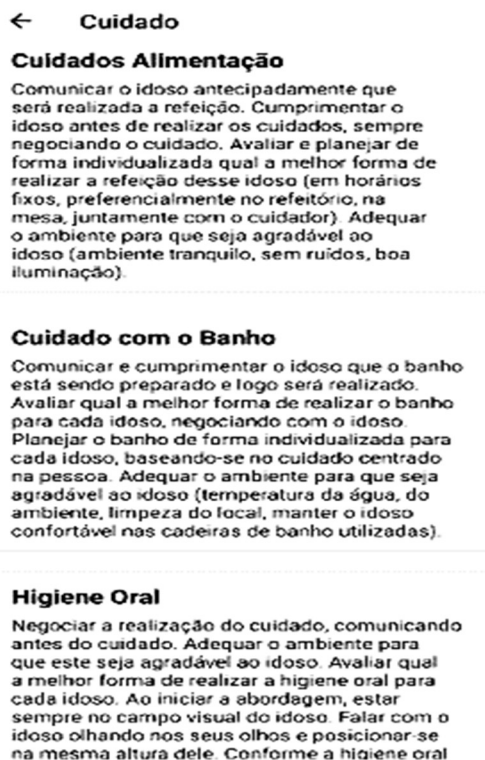 ← Cuidado
Cuidados Alimentação
Comunicar o idoso antecipadamente que
será realizada a refeição. Cumprimentar o
idoso antes de realizar os cuidados, sempre
negociando o cuidado. Avaliar e planejar de
forma individualizada qual a melhor forma de
realizar a refeição desse idoso (em horários
fixos, preferencialmente no refeitório, na
mesa, juntamente com o cuidador). Adequar
o ambiente para que seja agradável ao
idoso (ambiente tranquilo, sem ruídos, boa
iluminação).
Cuidado com o Banho
Comunicar e cumprimentar o idoso que o banho
está sendo preparado e logo será realizado.
Avaliar qual a melhor forma de realizar o banho
para cada idoso, negociando com o idoso.
Planejar o banho de forma individualizada para
cada idoso, baseando-se no cuidado centrado
na pessoa. Adequar o ambiente para que seja
agradável ao idoso (temperatura da água, do
ambiente, limpeza do local, manter o idoso
confortável nas cadeiras de banho utilizadas).
Higiene Oral
Negociar a realização do cuidado, comunicando
antes do cuidado. Adequar o ambiente para
que este seja agradável ao idoso. Avaliar qual
a melhor forma de realizar a higiene oral para
cada idoso. Ao iniciar a abordagem, estar
sempre no campo visual do idoso. Falar com o
idoso olhando nos seus olhos e posicionar-se
na mesma altura dele. Conforme a higiene oral